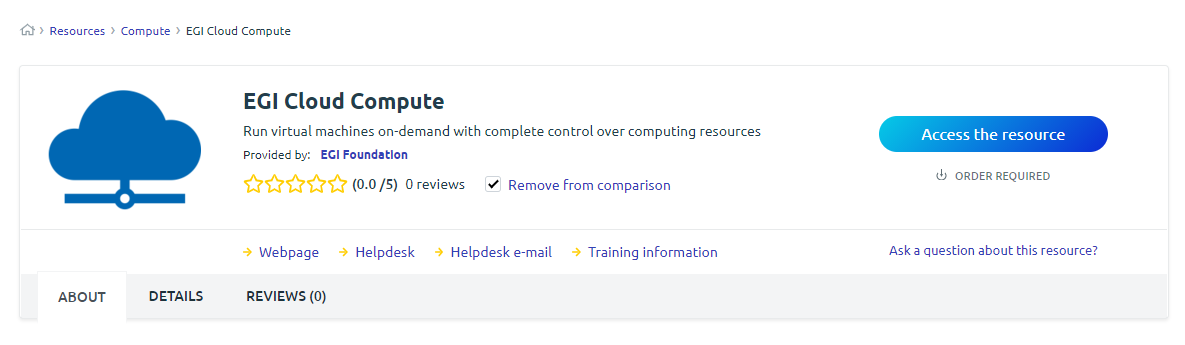 Resources > Compute > EGI Cloud Compute
EGI Cloud Compute
Run virtual machines on-demand with complete control over computing resources
Provided by: EGI Foundation
(0.0 /5) 0 reviews Remove from comparison
Access the resource
ORDER REQUIRED
Webpage Helpdesk Helpdesk e-mail Training information
Ask a question about this resource?
ABOUT DETAILS REVIEWS (0)